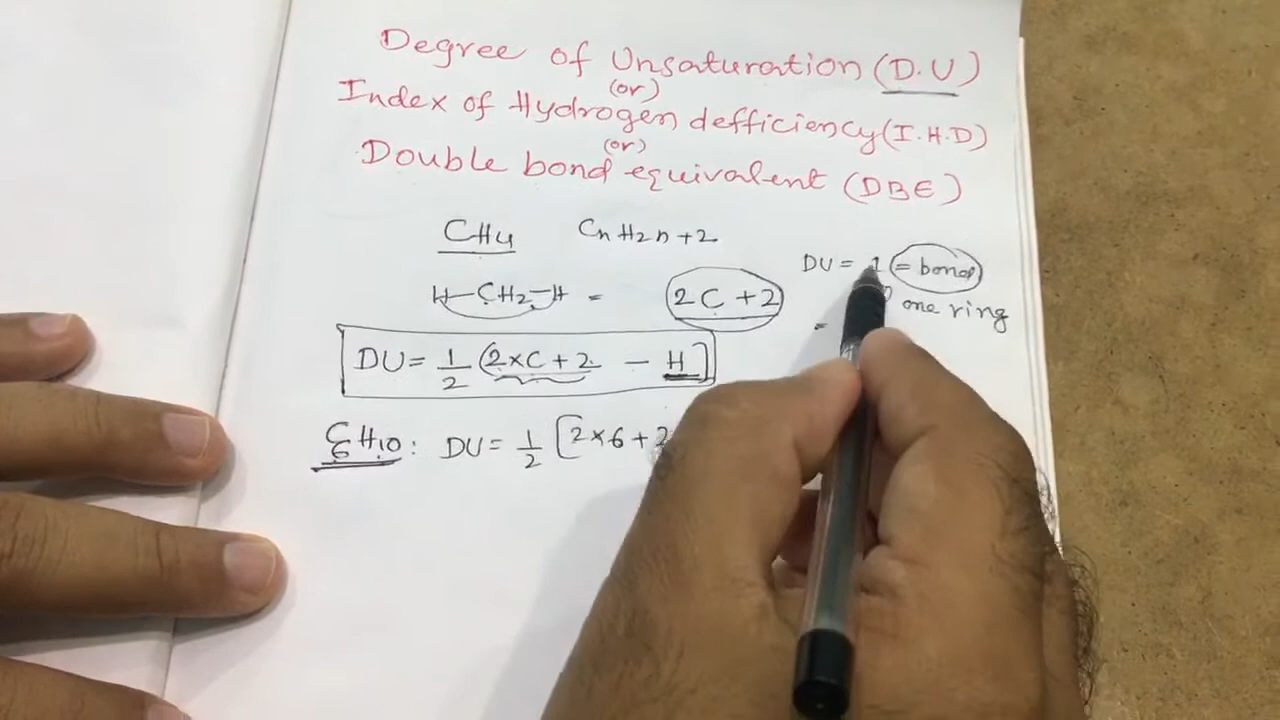 Degree of Unsaturation (D.U)
(or)
Index of Hydrogen defficiency (I.H.D)
(or)
Double bond equivalent (DBE)
CH4 CnH2n+2
DU = 1 (= bond)
H-CH2-H = 2C+2
one ring
=
DU = 1/2 (2×C+2 - H]
C6H10 : DU = 1/2 [2×6+2